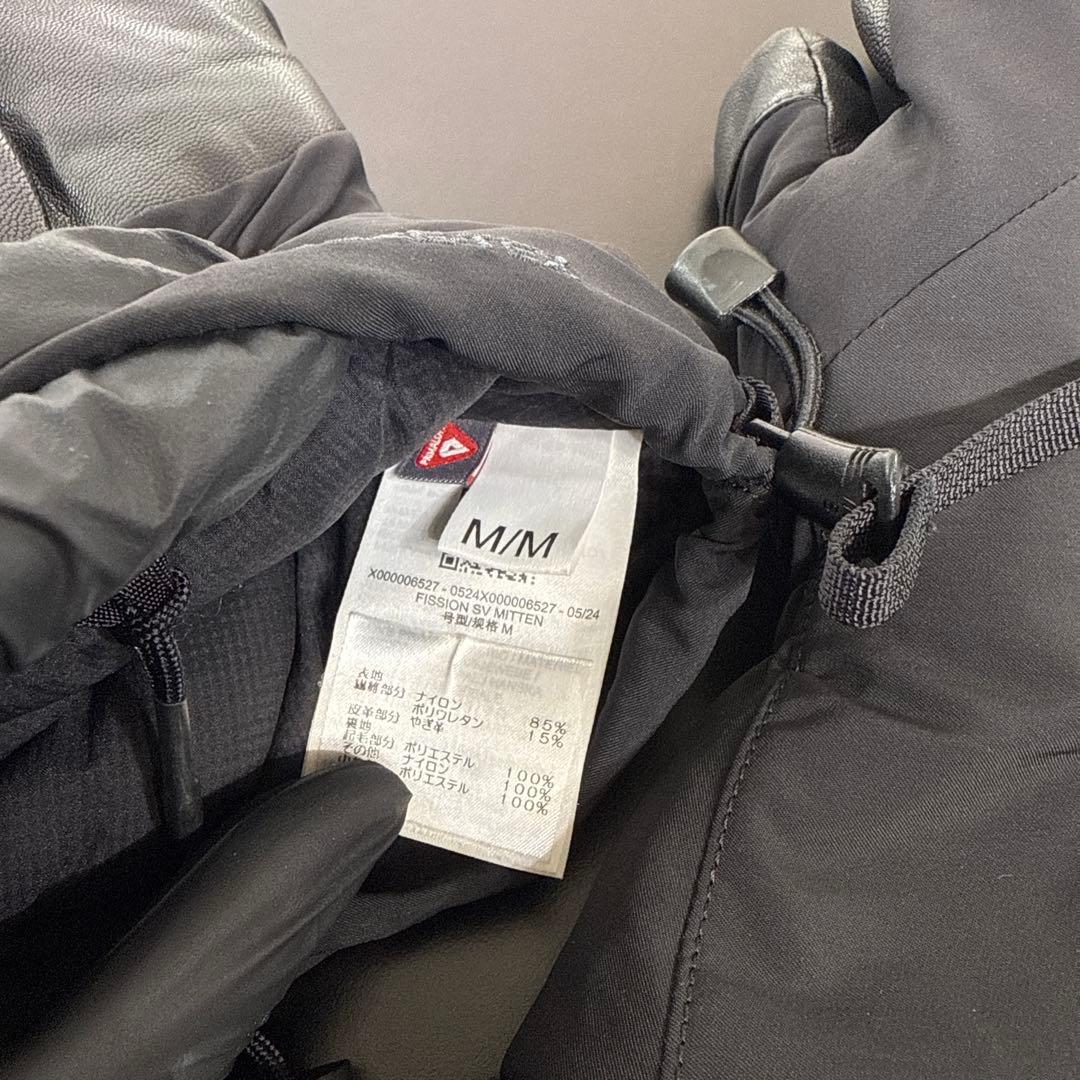 PRIMALOFT
M/M
X000006527 - 0524X000006527 - 05/24
FISSION SV MITTEN
号型/规格 M
表地
繊維部分 ナイロン 85%
ポリウレタン 15%
皮革部分 やぎ革
裏地
起毛部分 ポリエステル 100%
その他 ナイロン 100%
ポリエステル 100%